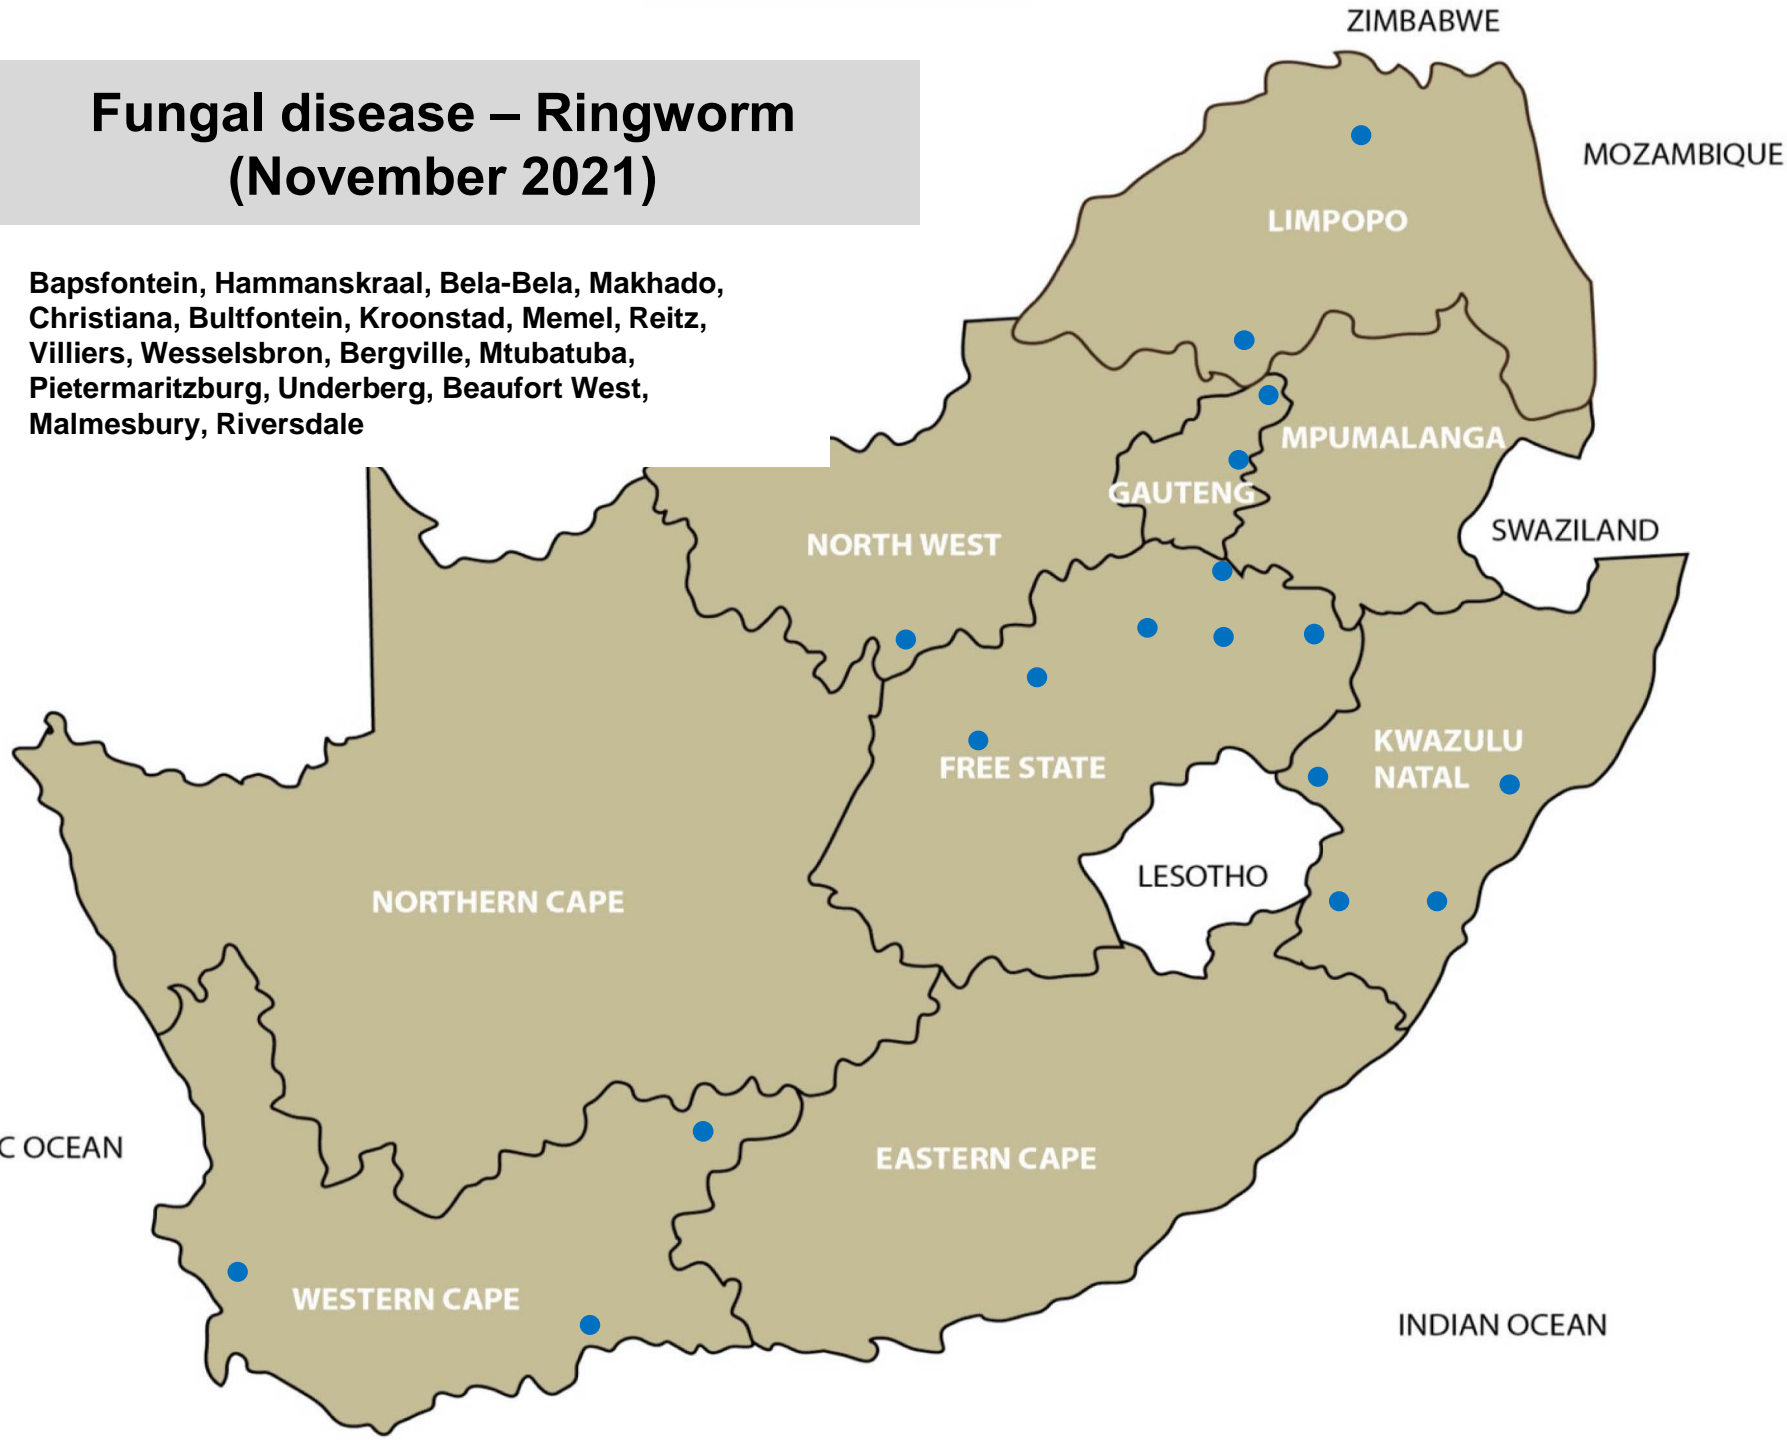 Fungal disease – Ringworm
(November 2021)
Bapsfontein, Hammanskraal, Bela-Bela, Makhado,
Christiana, Bultfontein, Kroonstad, Memel, Reitz,
Villiers, Wesselsbron, Bergville, Mtubatuba,
Pietermaritzburg, Underberg, Beaufort West,
Malmesbury, Riversdale
ZIMBABWE
MOZAMBIQUE
LIMPOPO
MPUMALANGA
GAUTENG
SWAZILAND
NORTH WEST
KWAZULU
NATAL
FREE STATE
LESOTHO
NORTHERN CAPE
C OCEAN
EASTERN CAPE
WESTERN CAPE
INDIAN OCEAN